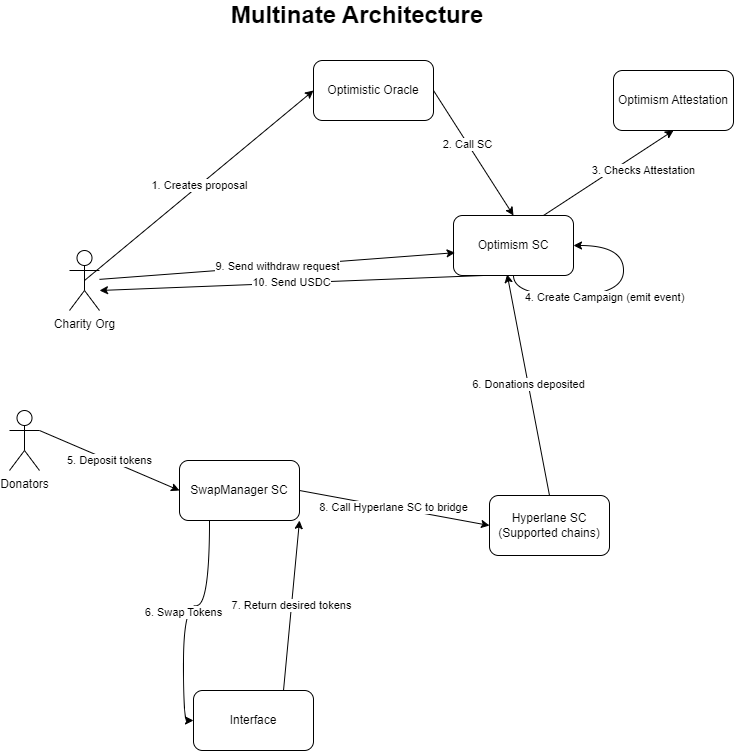 Multinate Architecture
Optimistic Oracle
Optimism Attestation
2. Call SC
3. Checks Attestation
1. Creates proposal
Optimism SC
9. Send withdraw request
10. Send USDC
4. Create Campaign (emit event)
Charity Org
6. Donations deposited
5. Deposit tokens
Donators
SwapManager SC
8. Call Hyperlane SC to bridge
Hyperlane SC
(Supported chains)
6. Swap Tokens
7. Return desired tokens
Interface